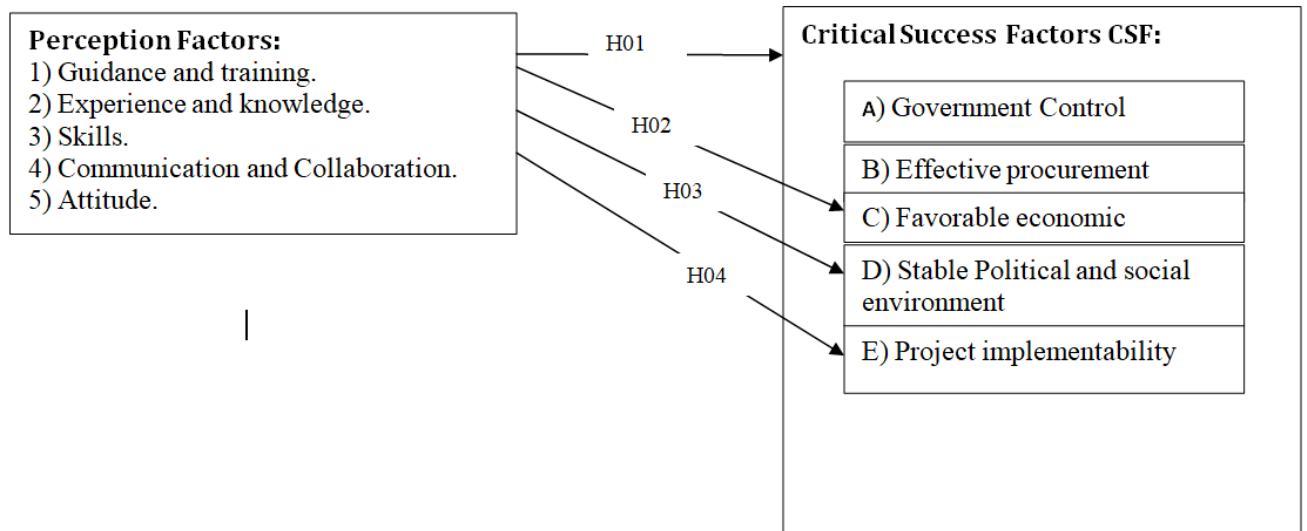 Perception Factors:
1) Guidance and training.
2) Experience and knowledge.
3) Skills.
4) Communication and Collaboration.
5) Attitude.
H01
H02
H03
H04
Critical Success Factors CSF:
A) Government Control
B) Effective procurement
C) Favorable economic
D) Stable Political and social
environment
E) Project implementability